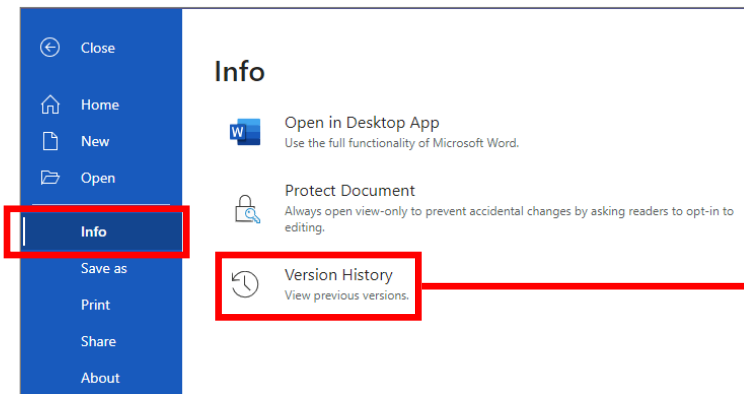 Close
Home
New
Open
Info
Save as
Print
Share
About
Info
W
Open in Desktop App
Use the full functionality of Microsoft Word.
Protect Document
Always open view-only to prevent accidental changes by asking readers to opt-in to
editing.
Version History
View previous versions.